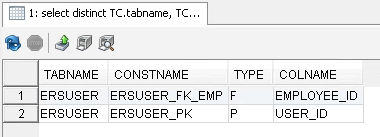 1: select distinct TC.tabname, TC...
TABNAME CONSTNAME TYPE COLNAME
1 ERSUSER ERSUSER_FK_EMP F EMPLOYEE_ID
2 ERSUSER ERSUSER_PK P USER_ID